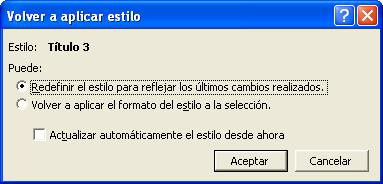 Volver a aplicar estilo
Estilo: Título 3
Puede:
Redefinir el estilo para reflejar los últimos cambios realizados.
Volver a aplicar el formato del estilo a la selección.
Actualizar automáticamente el estilo desde ahora
Aceptar Cancelar